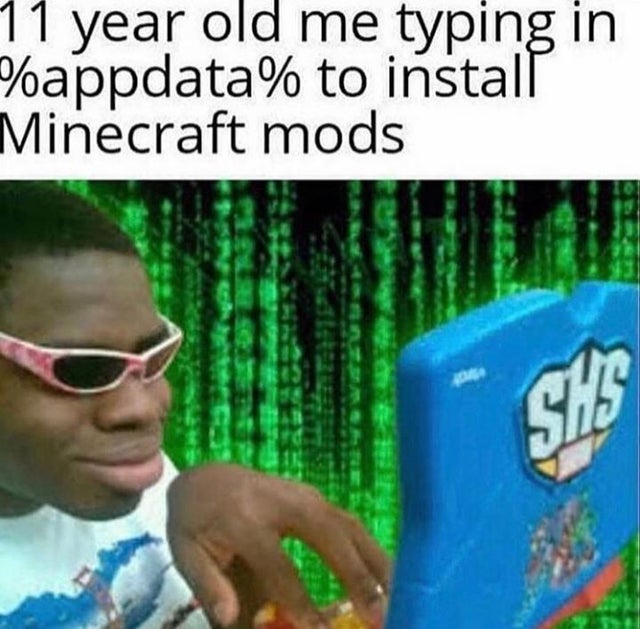 11 year old me typing in
%appdata% to install
Minecraft mods
SHS